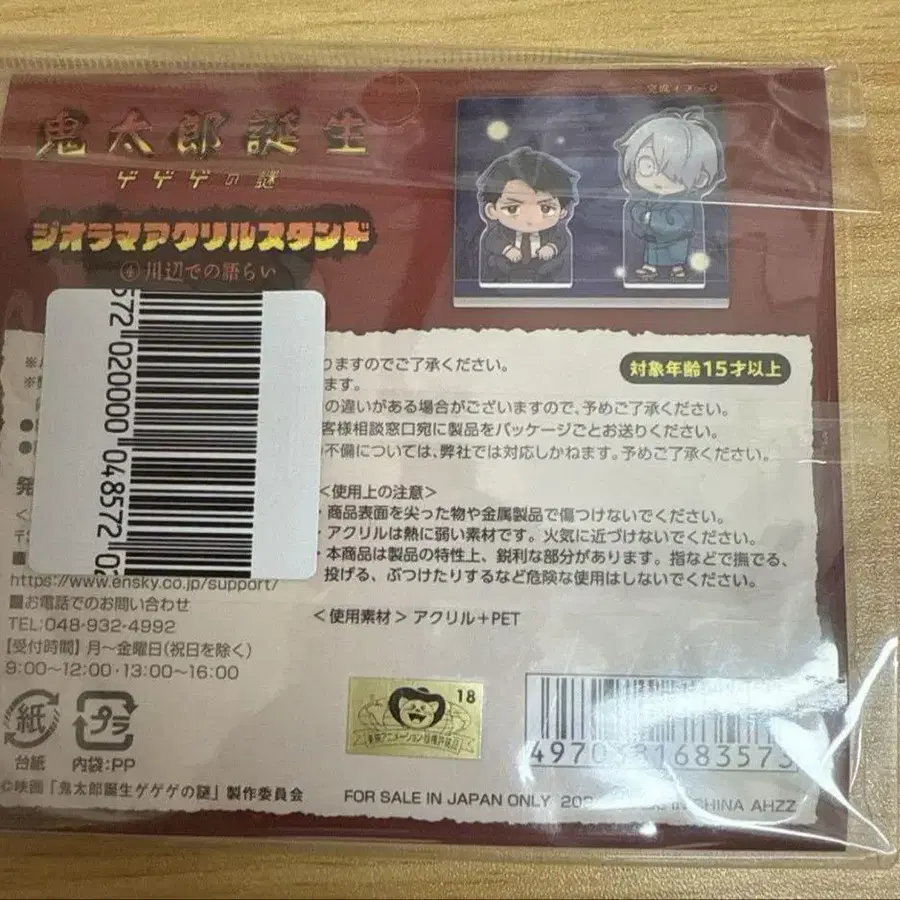 鬼太郎誕生
ゲゲゲの謎
ジオラマアクリルスタンド
④川辺での語らい
完成イメージ
対象年齢15才以上
りますのでご了承ください。
ます。
の違いがある場合がございますので、予めご了承ください。
客様相談窓口宛に製品をパッケージごとお送りください。
不備については、弊社では対応しかねます。予めご了承ください。
<使用上の注意>
商品表面を尖った物や金属製品で傷つけないでください。
アクリルは熱に弱い素材です。火気に近づけないでください。
本商品は製品の特性上、鋭利な部分があります。指などで撫でる、
投げる、ぶつけたりするなど危険な使用はしないでください。
<使用素材> アクリル+PET
572 020000 048572 02
https://www.ensky.co.jp/support/
■お電話でのお問い合わせ
TEL:048-932-4992
【受付時間】月〜金曜日(祝日を除く)
9:00〜12:00・13:00〜16:00
紙
台紙
プラ
内袋:PP
18
東映アニメーション
©映画「鬼太郎誕生ゲゲゲの謎」製作委員会
FOR SALE IN JAPAN ONLY
CHINA AHZZ